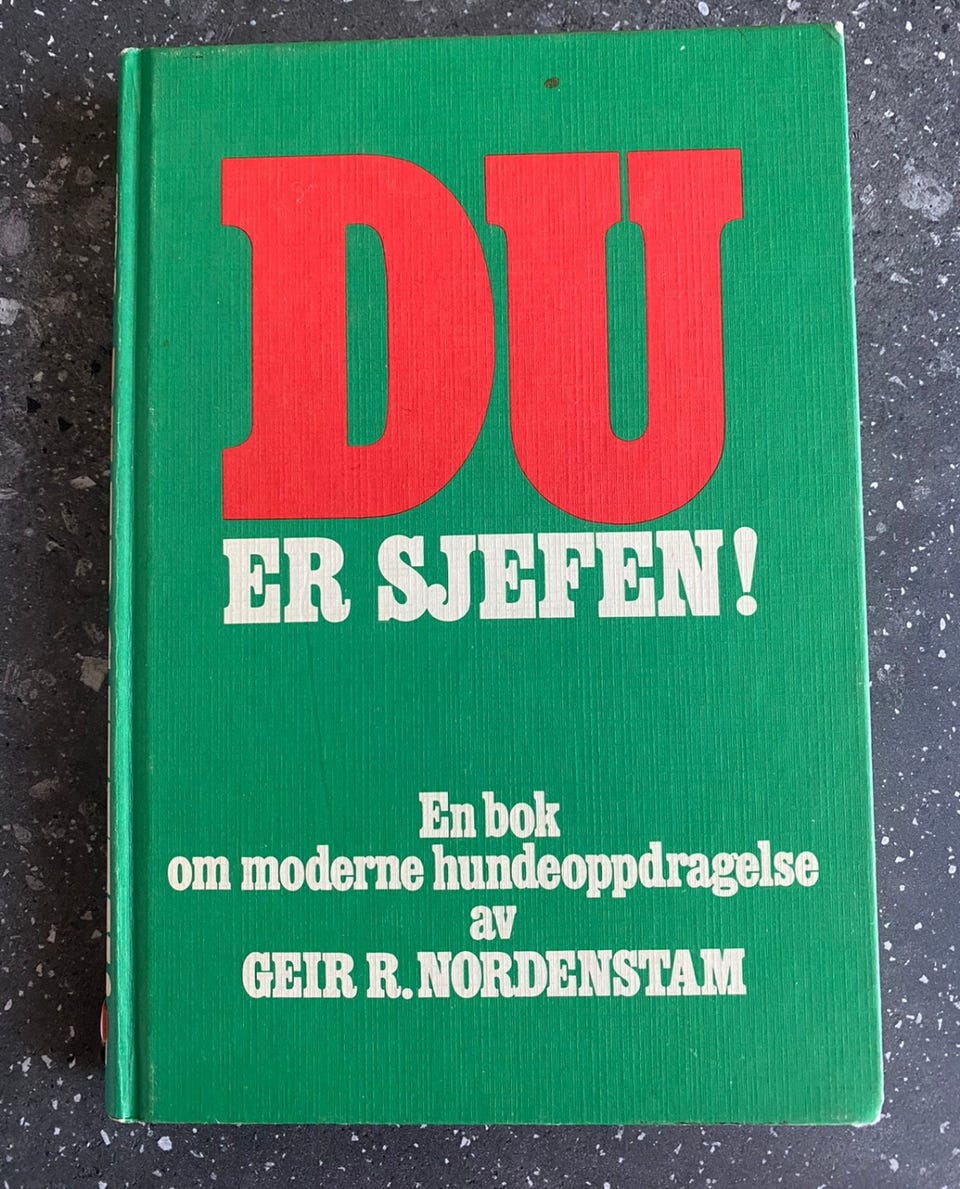 DU
ER SJEFEN!
En bok
om moderne hundeoppdragelse
av
GEIR R. NORDENSTAM